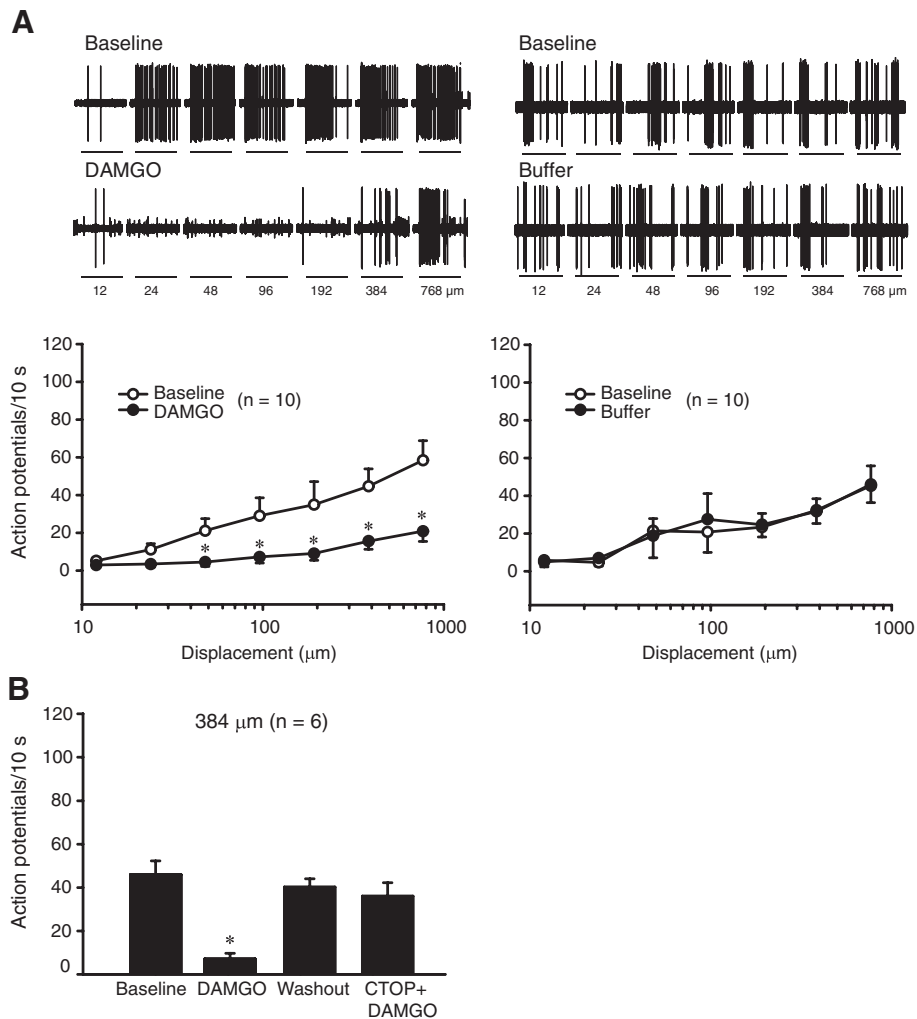 A
Baseline
Baseline
DAMGO
Buffer
12 24 48 96 192 384 768 μm
12 24 48 96 192 384 768 μm
Action potentials/10 s
120
100
80
60
40
20
0
Baseline
DAMGO
(n = 10)
* * * * *
10 100 1000
Displacement (μm)
120
100
80
60
40
20
0
Baseline
Buffer
(n = 10)
10 100 1000
Displacement (μm)
B
Action potentials/10 s
384 μm (n = 6)
120
100
80
60
40
20
0
*
Baseline DAMGO Washout CTOP+
DAMGO